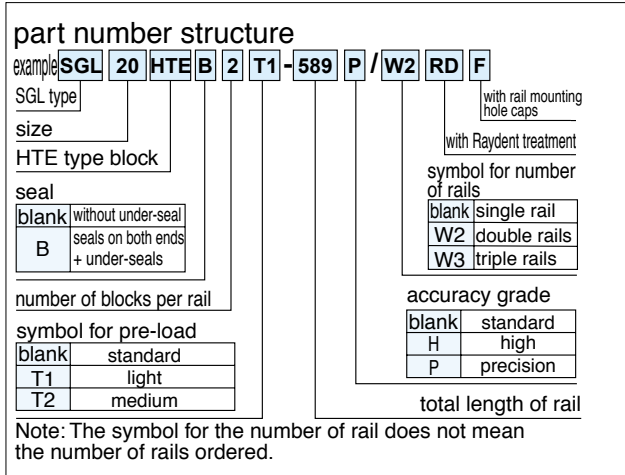 part number structure
example SGL 20 HTE B 2 T1 - 589 P / W2 RD F
SGL type
size
HTE type block
seal
blank without under-seal
B seals on both ends
+ under-seals
number of blocks per rail
symbol for pre-load
blank standard
T1 light
T2 medium
with rail mounting
hole caps
with Raydent treatment
symbol for number
of rails
blank single rail
W2 double rails
W3 triple rails
accuracy grade
blank standard
H high
P precision
total length of rail
Note: The symbol for the number of rail does not mean
the number of rails ordered.